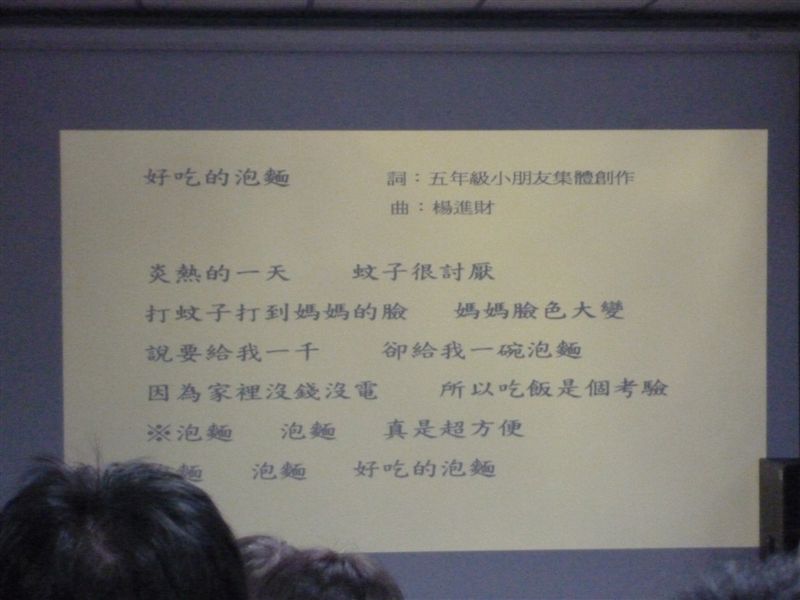 好吃的泡麵 詞：五年級小朋友集體創作
曲：楊進財
炎熱的一天 蚊子很討厭
打蚊子打到媽媽的臉 媽媽臉色大變
說要給我一千 卻給我一碗泡麵
因為家裡沒錢沒電 所以吃飯是個考驗
※泡麵 泡麵 真是超方便
麵 泡麵 好吃的泡麵